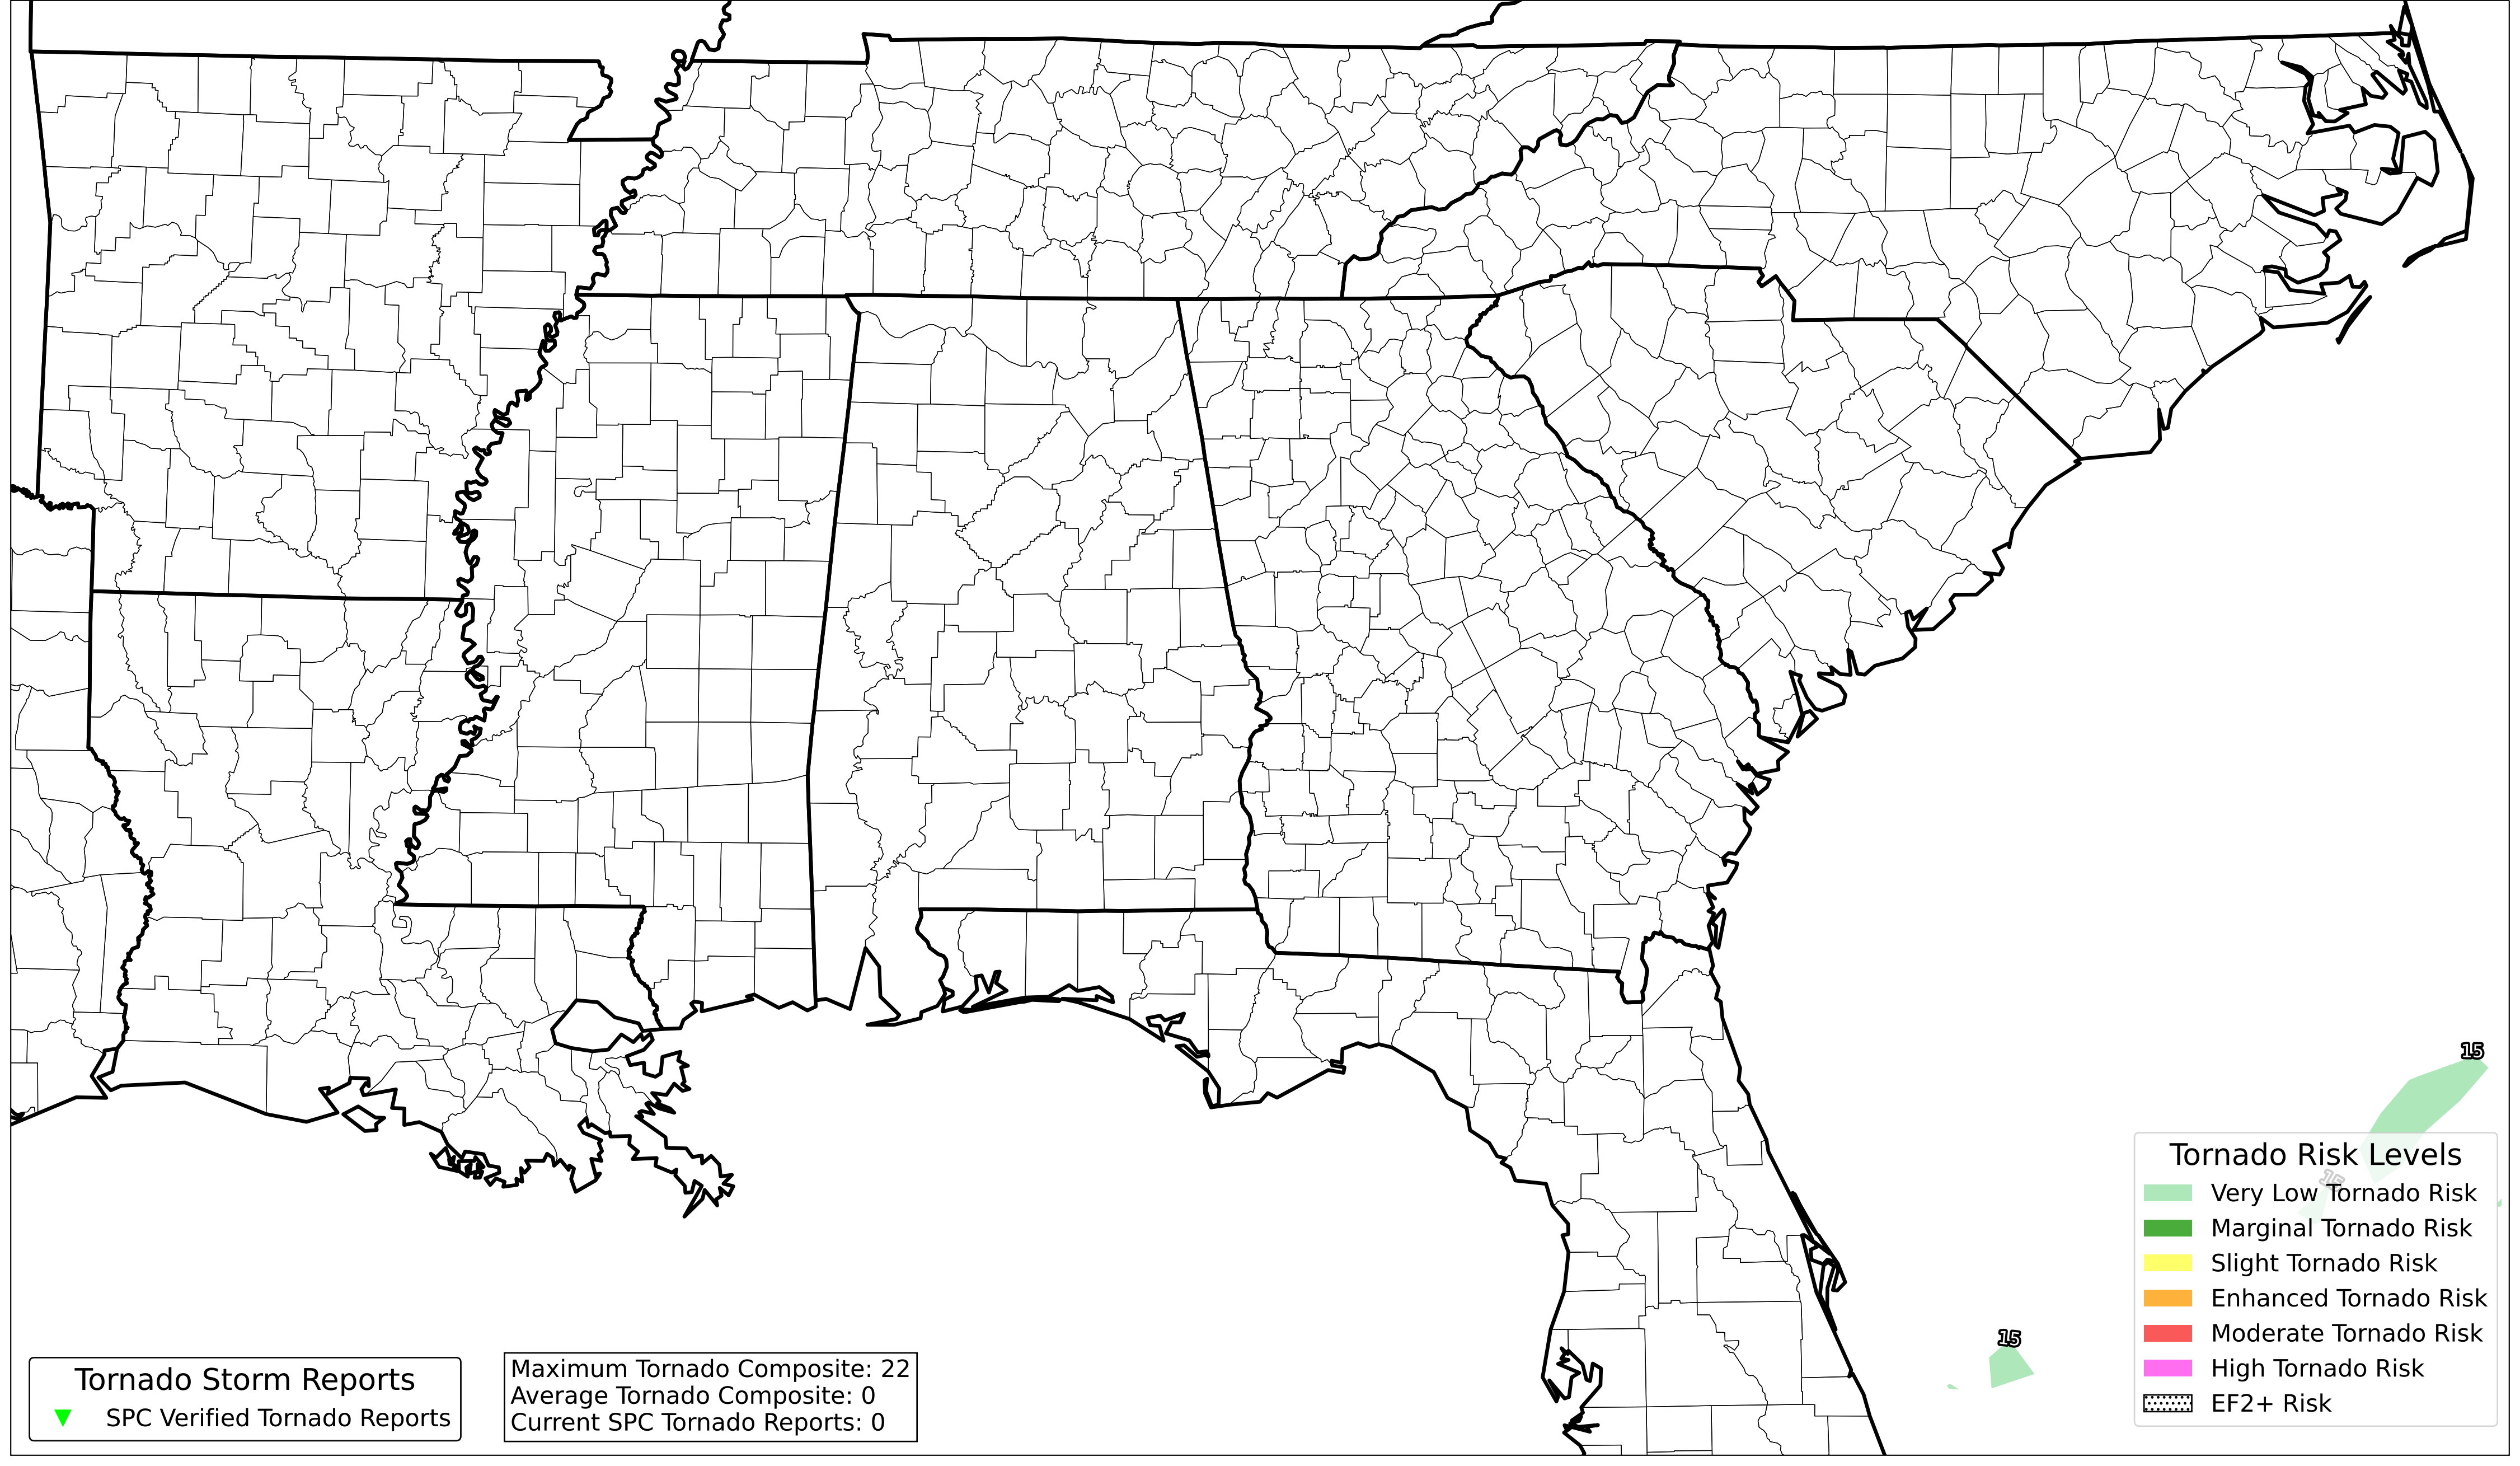 15
Tornado Risk Levels
15
Very Low Tornado Risk
Marginal Tornado Risk
Slight Tornado Risk
Enhanced Tornado Risk
Moderate Tornado Risk
High Tornado Risk
EF2+ Risk
15
Tornado Storm Reports
SPC Verified Tornado Reports
Maximum Tornado Composite: 22
Average Tornado Composite: 0
Current SPC Tornado Reports: 0